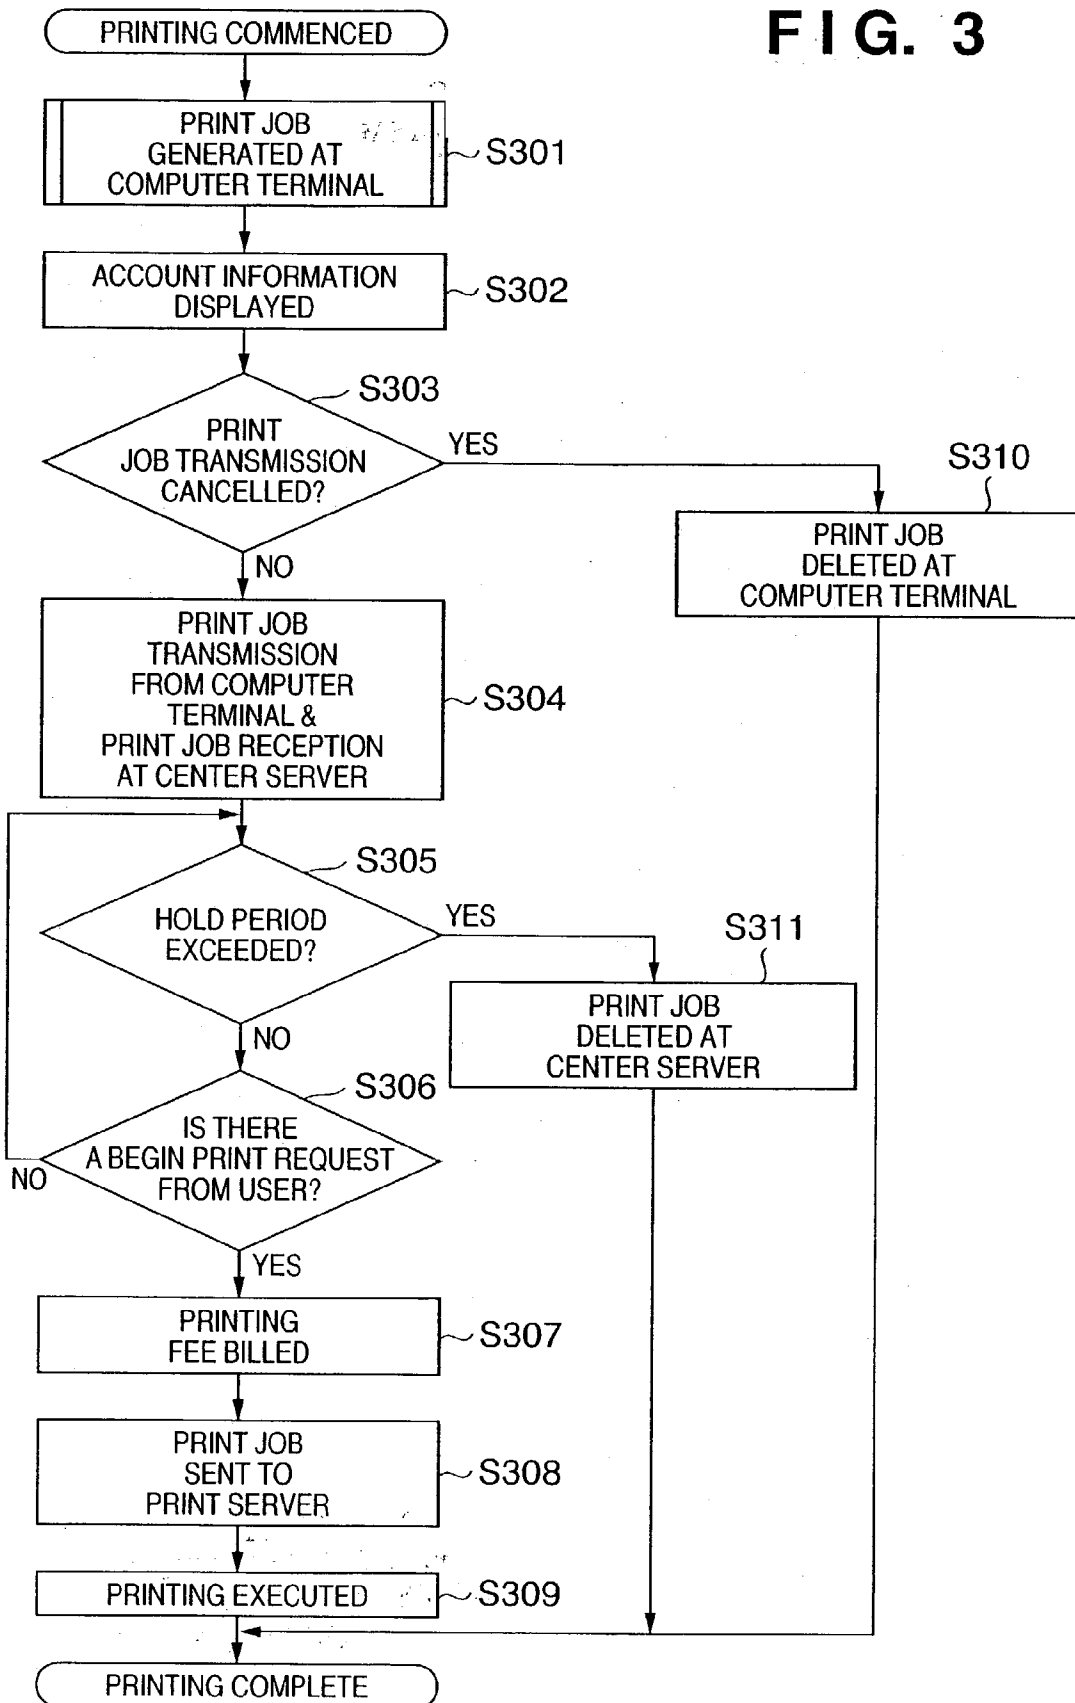 FIG. 3
PRINTING COMMENCED
PRINT JOB
GENERATED AT
COMPUTER TERMINAL
S301
ACCOUNT INFORMATION
DISPLAYED
S302
S303
PRINT
JOB TRANSMISSION
CANCELLED?
YES
NO
S310
PRINT JOB
DELETED AT
COMPUTER TERMINAL
PRINT JOB
TRANSMISSION
FROM COMPUTER
TERMINAL &
PRINT JOB RECEPTION
AT CENTER SERVER
S304
S305
HOLD PERIOD
EXCEEDED?
YES
NO
S311
PRINT JOB
DELETED AT
CENTER SERVER
S306
IS THERE
A BEGIN PRINT REQUEST
FROM USER?
NO
YES
PRINTING
FEE BILLED
S307
PRINT JOB
SENT TO
PRINT SERVER
S308
PRINTING EXECUTED
S309
PRINTING COMPLETE